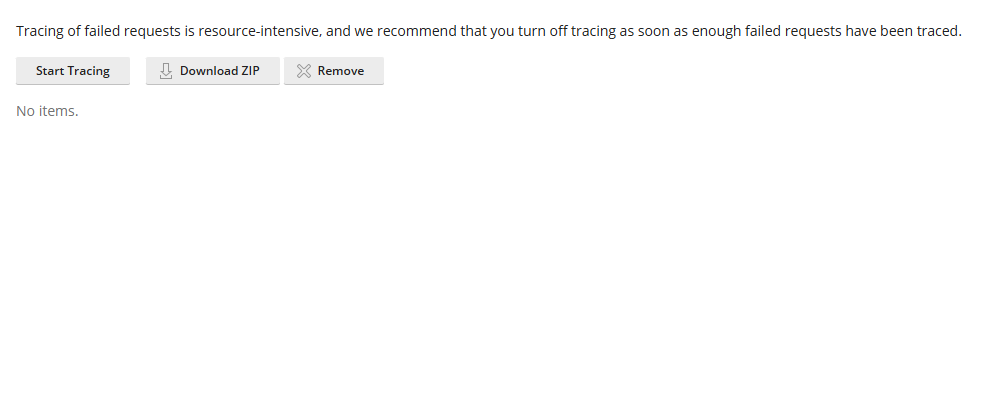 Tracing of failed requests is resource-intensive, and we recommend that you turn off tracing as soon as enough failed requests have been traced.
Start Tracing Download ZIP Remove
No items.